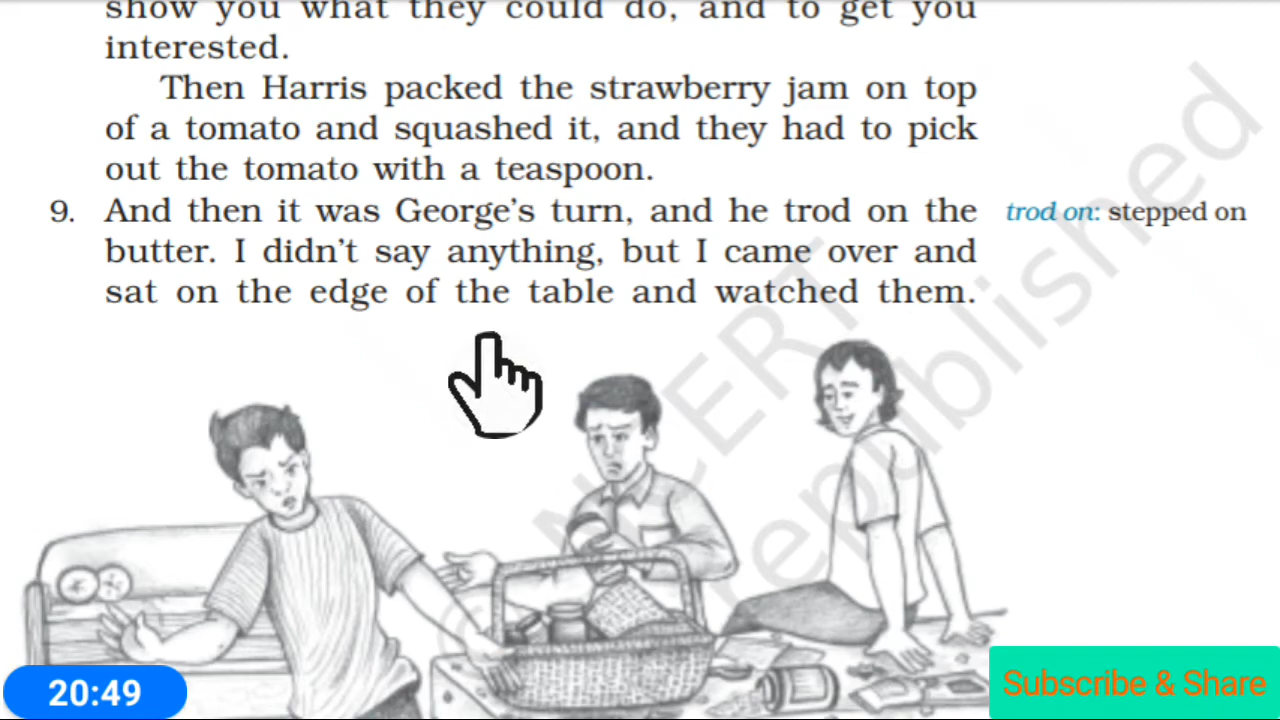 show you what they could do, and to get you
interested.
Then Harris packed the strawberry jam on top
of a tomato and squashed it, and they had to pick
out the tomato with a teaspoon.
9. And then it was George's turn, and he trod on the
trod on: stepped on
butter. I didn't say anything, but I came over and
sat on the edge of the table and watched them.
© NCERT
republished
20:49
Subscribe & Share